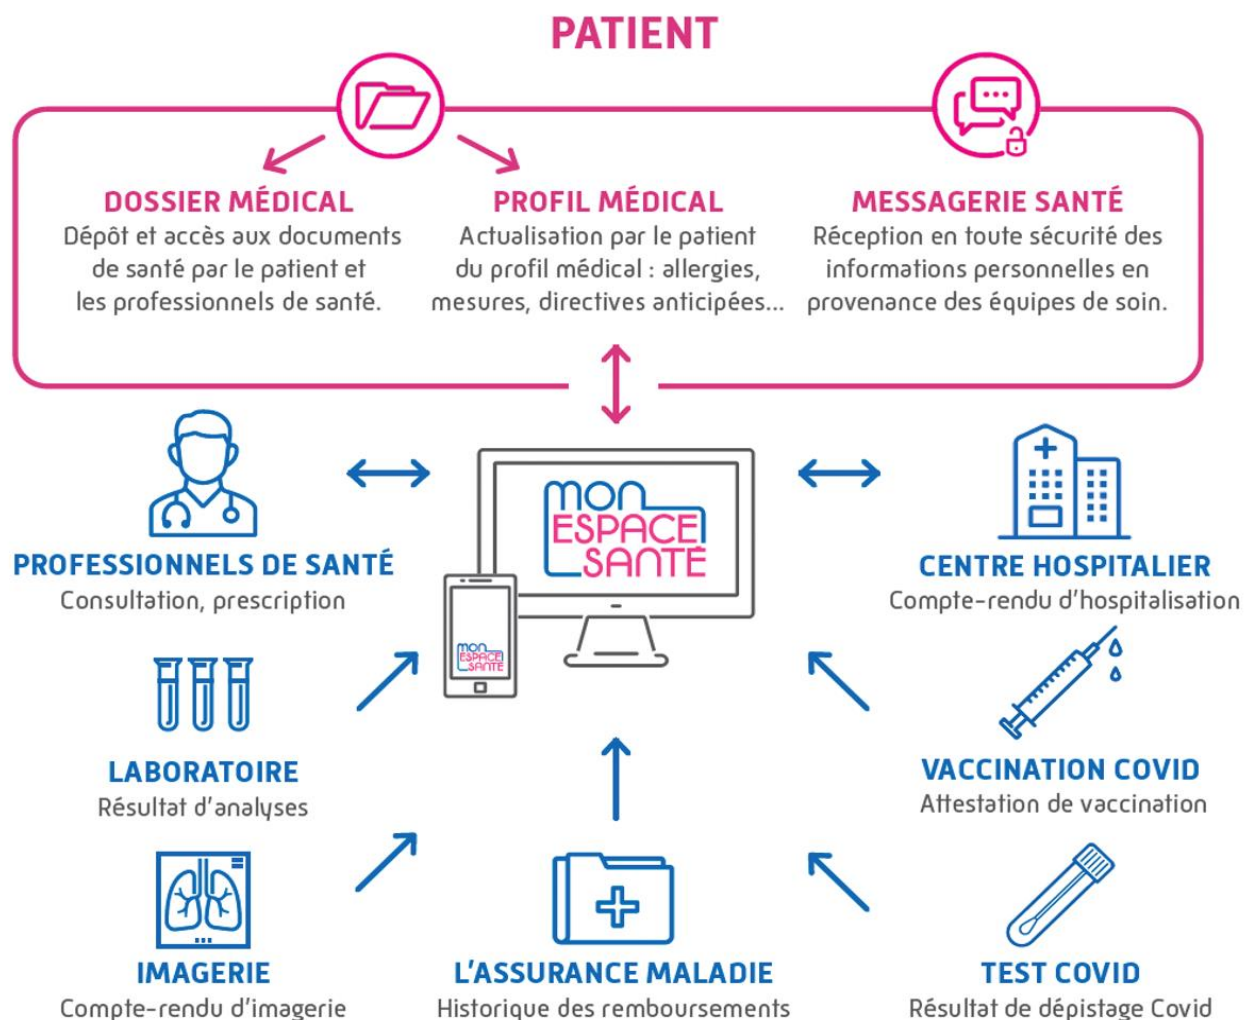 PATIENT
DOSSIER MÉDICAL
Dépôt et accès aux documents
de santé par le patient et
les professionnels de santé.
PROFIL MÉDICAL
Actualisation par le patient
du profil médical : allergies,
mesures, directives anticipées...
MESSAGERIE SANTÉ
Réception en toute sécurité des
informations personnelles en
provenance des équipes de soin.
PROFESSIONNELS DE SANTÉ
Consultation, prescription
mon
ESPACE
SANTÉ
mon
ESPACE
SANTÉ
CENTRE HOSPITALIER
Compte-rendu d'hospitalisation
LABORATOIRE
Résultat d'analyses
VACCINATION COVID
Attestation de vaccination
IMAGERIE
Compte-rendu d'imagerie
L'ASSURANCE MALADIE
Historique des remboursements
TEST COVID
Résultat de dépistage Covid